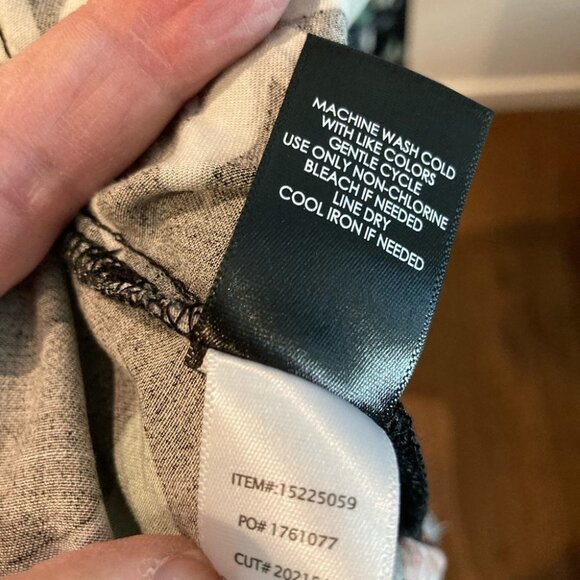 MACHINE WASH COLD
WITH LIKE COLORS
GENTLE CYCLE
USE ONLY NON-CHLORINE
BLEACH IF NEEDED
LINE DRY
COOL IRON IF NEEDED
ITEM#:15225059
PO# 1761077
CUT#